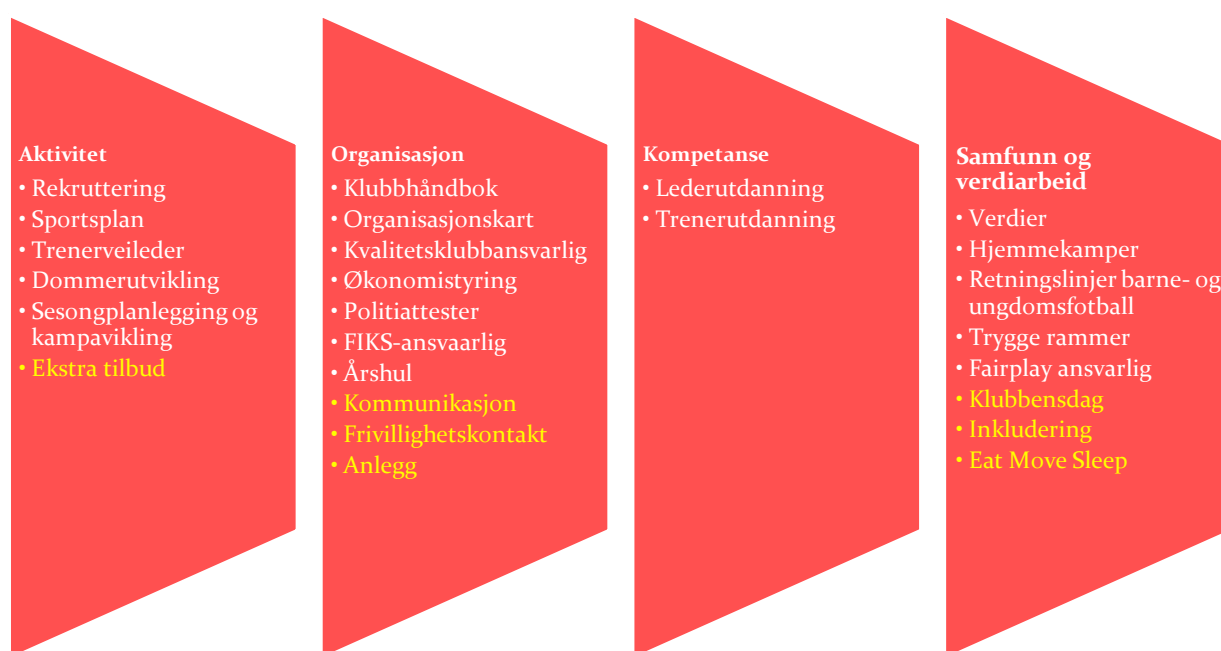 Aktivitet
• Rekruttering
• Sportsplan
• Trenerveileder
• Dommerutvikling
• Sesongplanlegging og
kampavikling
• Ekstra tilbud
Organisasjon
• Klubbhåndbok
• Organisasjonskart
• Kvalitetsklubbansvarlig
• Økonomistyring
• Politiattester
• FIKS-ansvaarlig
• Årshul
• Kommunikasjon
• Frivillighetskontakt
• Anlegg
Kompetanse
• Lederutdanning
• Trenerutdanning
Samfunn og
verdiarbeid
• Verdier
• Hjemmekamper
• Retningslinjer barne- og
ungdomsfotball
• Trygge rammer
• Fairplay ansvarlig
• Klubbensdag
• Inkludering
• Eat Move Sleep